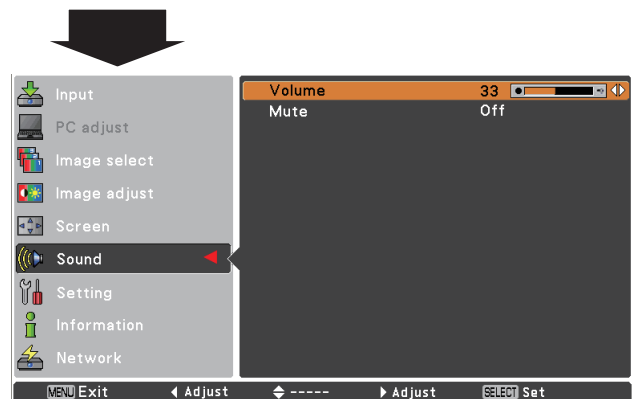 Input
PC adjust
Image select
Image adjust
Screen
Sound
Setting
Information
Network
Volume 33
Mute Off
MENU Exit ◀ Adjust ◆ ----- ▶ Adjust SELECT Set